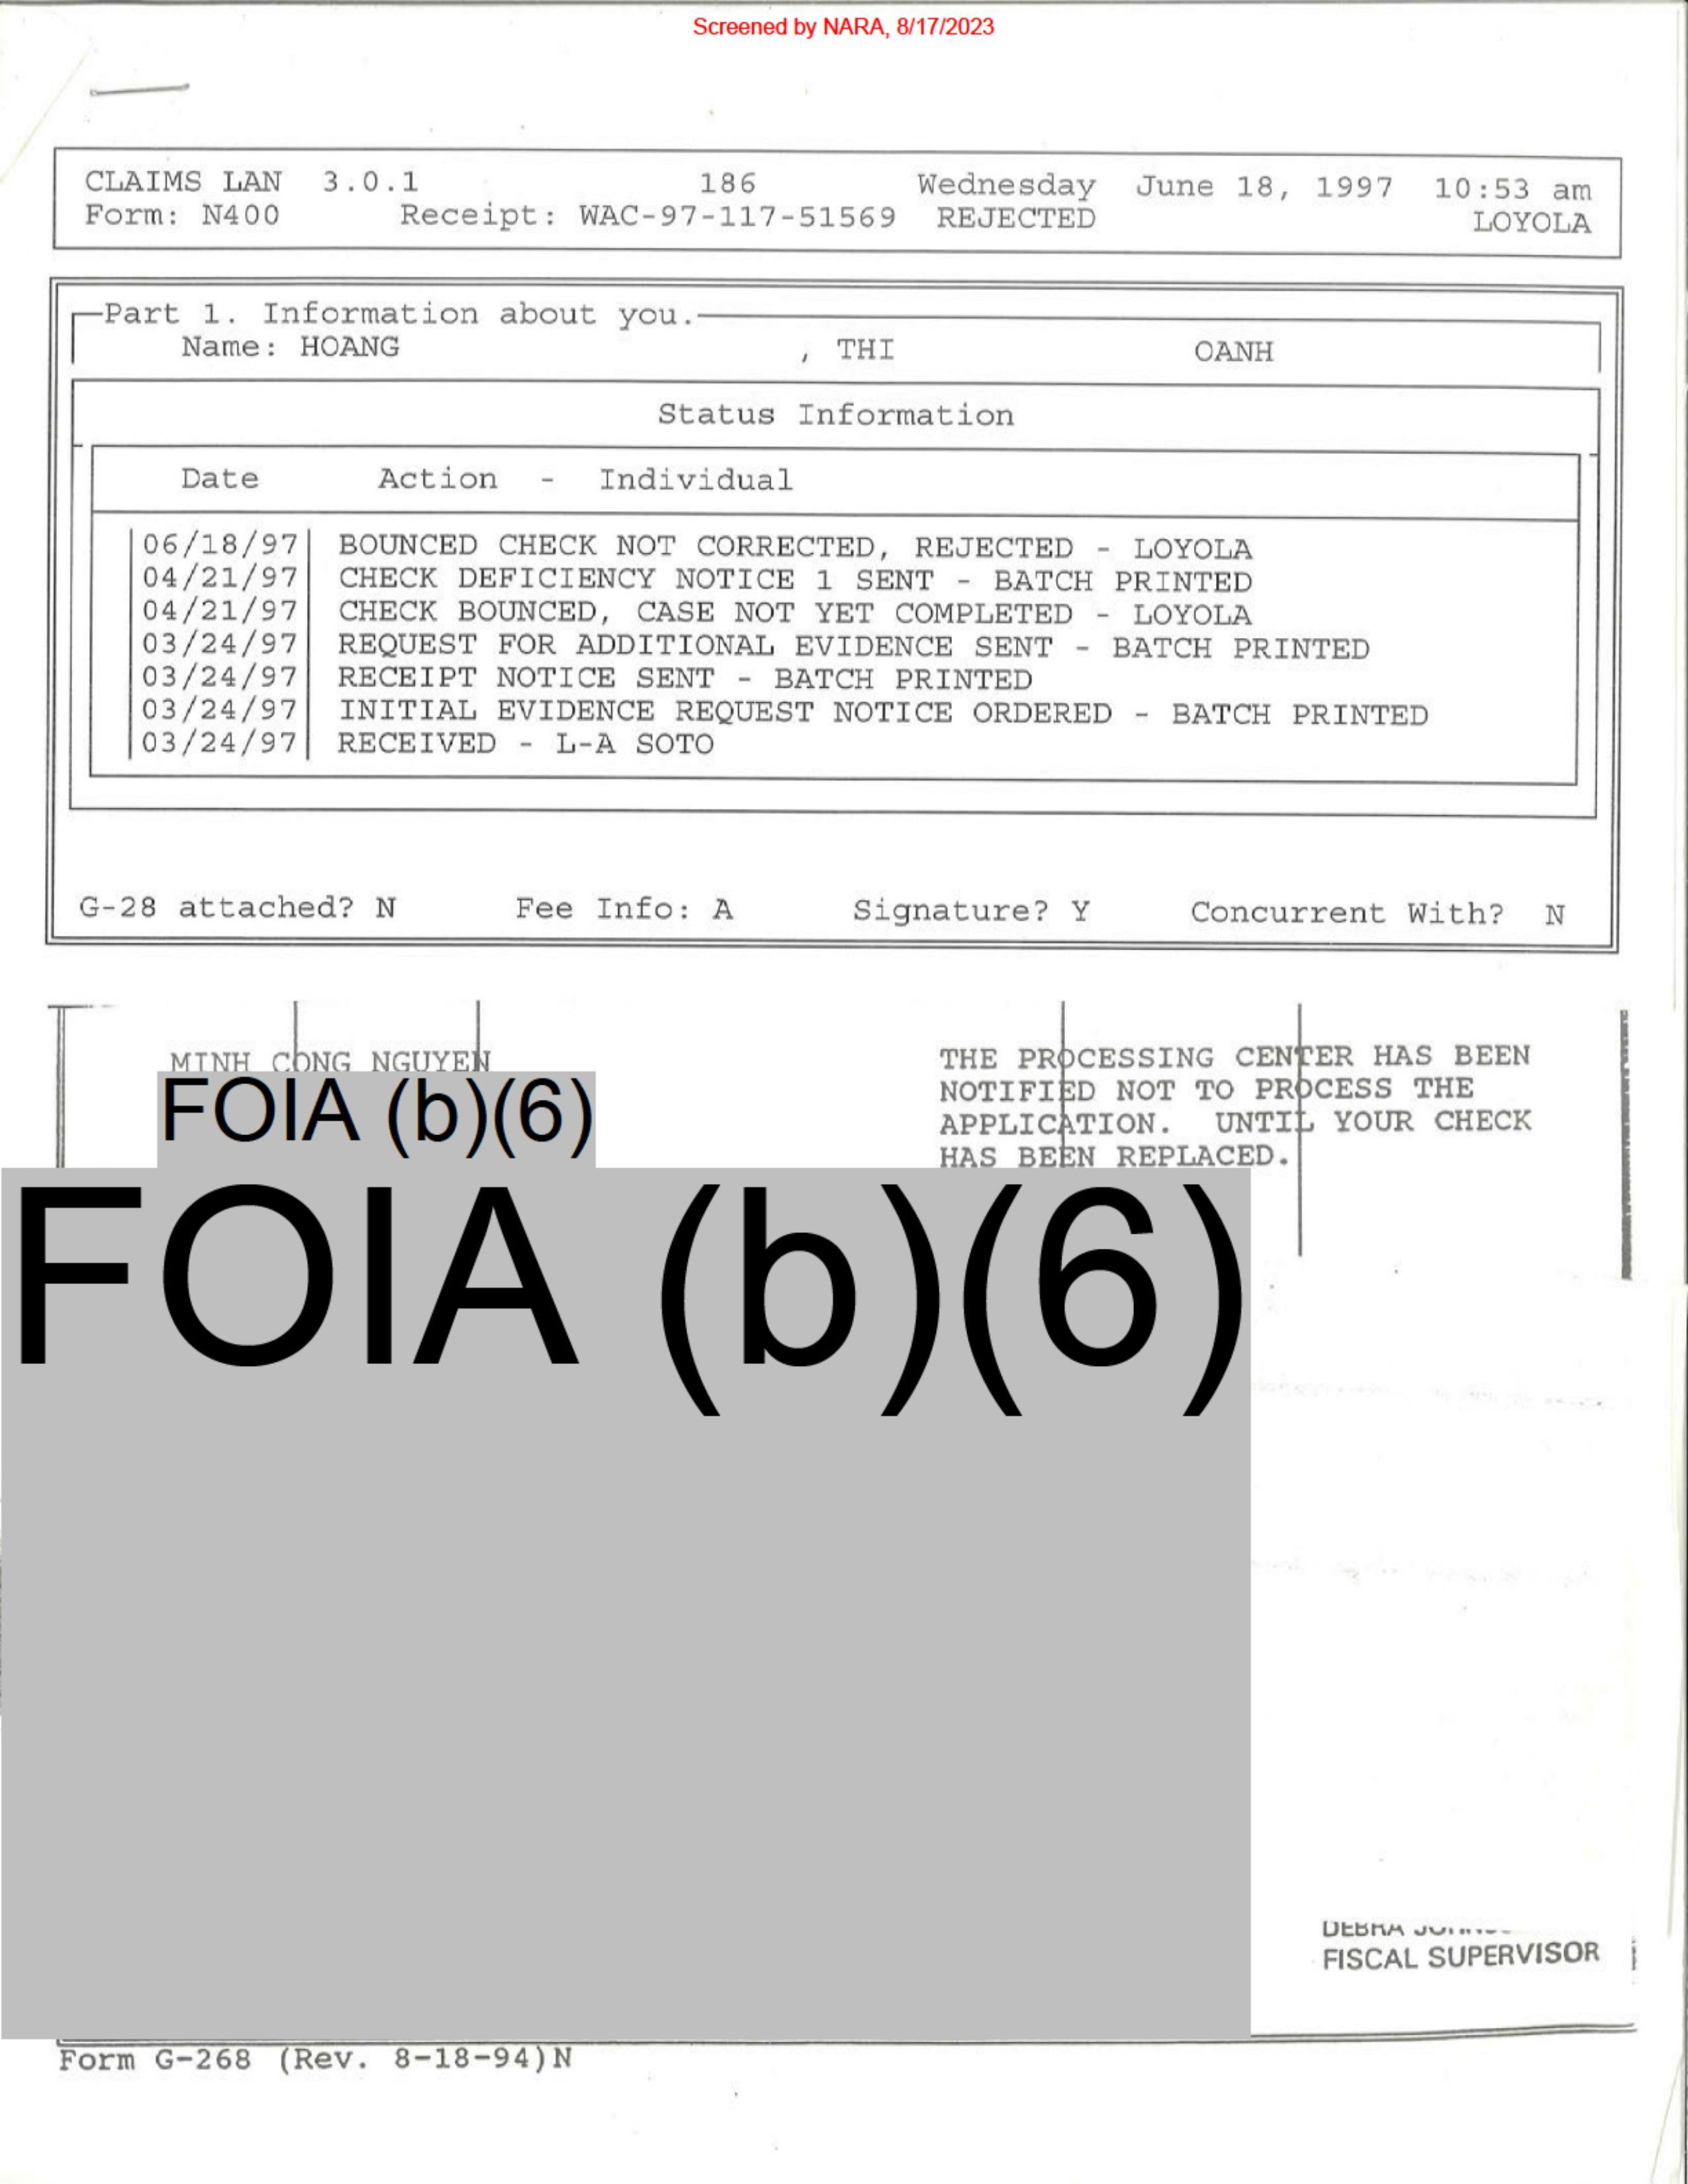 Screened by NARA, 8/17/2023
CLAIMS LAN 3.0.1 186 Wednesday June 18, 1997 10:53 am
Form: N400 Receipt: WAC-97-117-51569 REJECTED LOYOLA
Part 1. Information about you.
Name: HOANG , THI OANH
Status Information
Date Action - Individual
06/18/97 BOUNCED CHECK NOT CORRECTED, REJECTED - LOYOLA
04/21/97 CHECK DEFICIENCY NOTICE 1 SENT - BATCH PRINTED
04/21/97 CHECK BOUNCED, CASE NOT YET COMPLETED - LOYOLA
03/24/97 REQUEST FOR ADDITIONAL EVIDENCE SENT - BATCH PRINTED
03/24/97 RECEIPT NOTICE SENT - BATCH PRINTED
03/24/97 INITIAL EVIDENCE REQUEST NOTICE ORDERED - BATCH PRINTED
03/24/97 RECEIVED - L-A SOTO
G-28 attached? N Fee Info: A Signature? Y Concurrent With? N
MINH CONG NGUYEN
FOIA (b)(6)
THE PROCESSING CENTER HAS BEEN
NOTIFIED NOT TO PROCESS THE
APPLICATION. UNTIL YOUR CHECK
HAS BEEN REPLACED.
FOIA (b)(6)
DEBRA
FISCAL SUPERVISOR
Form G-268 (Rev. 8-18-94)N